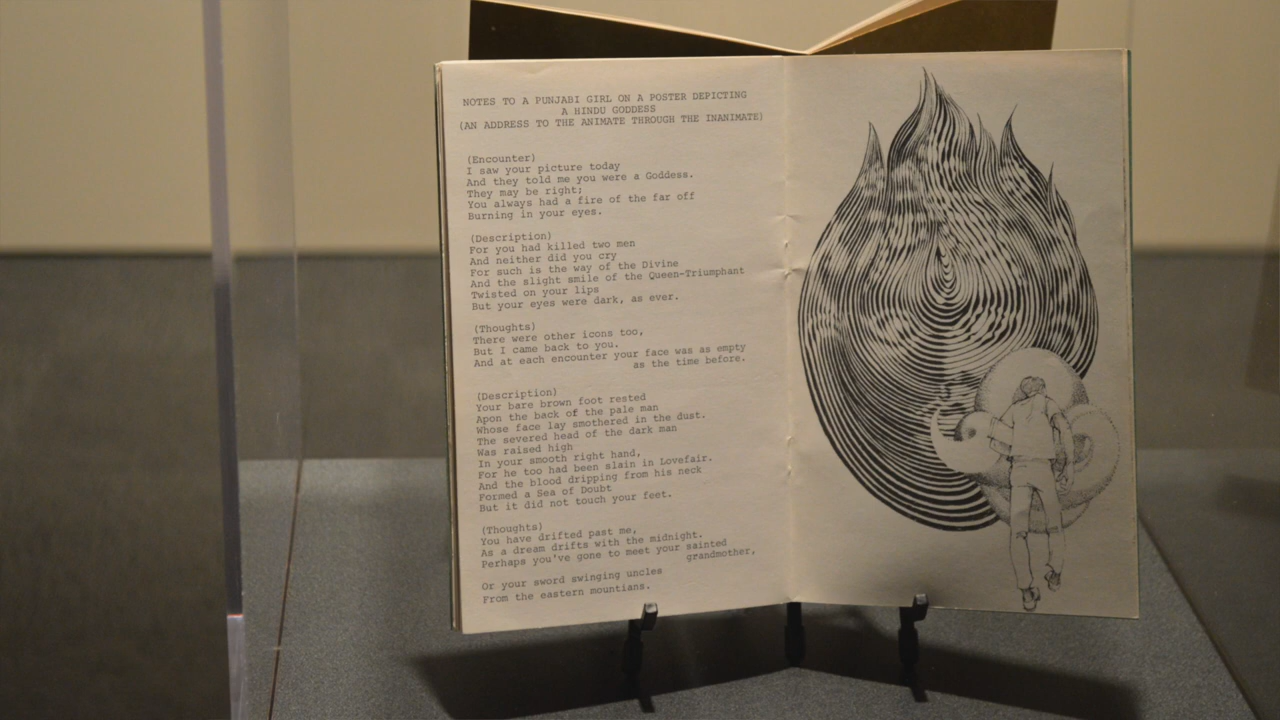 NOTES TO A PUNJABI GIRL ON A POSTER DEPICTING
A HINDU GODDESS
(AN ADDRESS TO THE ANIMATE THROUGH THE INANIMATE)
(Encounter)
I saw your picture today
And they told me you were a Goddess.
They may be right;
You always had a fire of the far off
Burning in your eyes.
(Description)
For you had killed two men
And neither did you cry
For such is the way of the Divine
And the slight smile of the Queen-Triumphant
Twisted on your lips
But your eyes were dark, as ever.
(Thoughts)
There were other icons too,
But I came back to you.
And at each encounter your face was as empty
as the time before.
(Description)
Your bare brown foot rested
Apon the back of the pale man
Whose face lay smothered in the dust.
The severed head of the dark man
Was raised high
In your smooth right hand,
For he too had been slain in Lovefair.
And the blood dripping from his neck
Formed a Sea of Doubt
But it did not touch your feet.
(Thoughts)
You have drifted past me,
As a dream drifts with the midnight.
Perhaps you've gone to meet your sainted
grandmother,
Or your sword swinging uncles
From the eastern mountians.